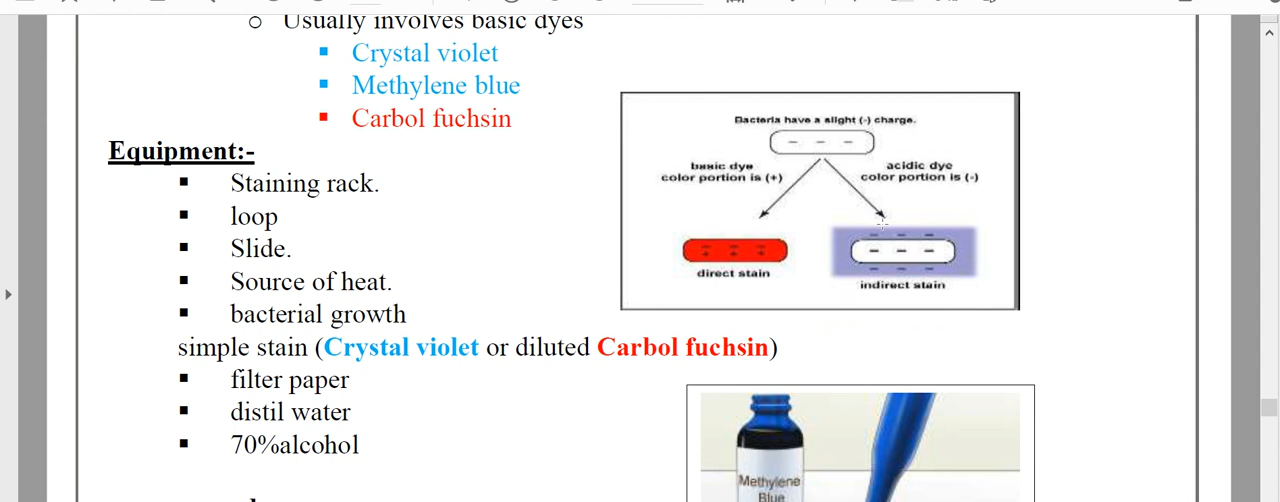 o Usually involves basic dyes
▪ Crystal violet
▪ Methylene blue
▪ Carbol fuchsin
Equipment:-
▪ Staining rack.
▪ loop
▪ Slide.
▪ Source of heat.
▪ bacterial growth
simple stain (Crystal violet or diluted Carbol fuchsin)
▪ filter paper
▪ distil water
▪ 70%alcohol
Bacteria have a slight (-) charge.
− − −
basic dye
color portion is (+)
acidic dye
color portion is (-)
− − −
+ + +
direct stain
− − −
− − −
− − −
indirect stain
Methylene
Blue